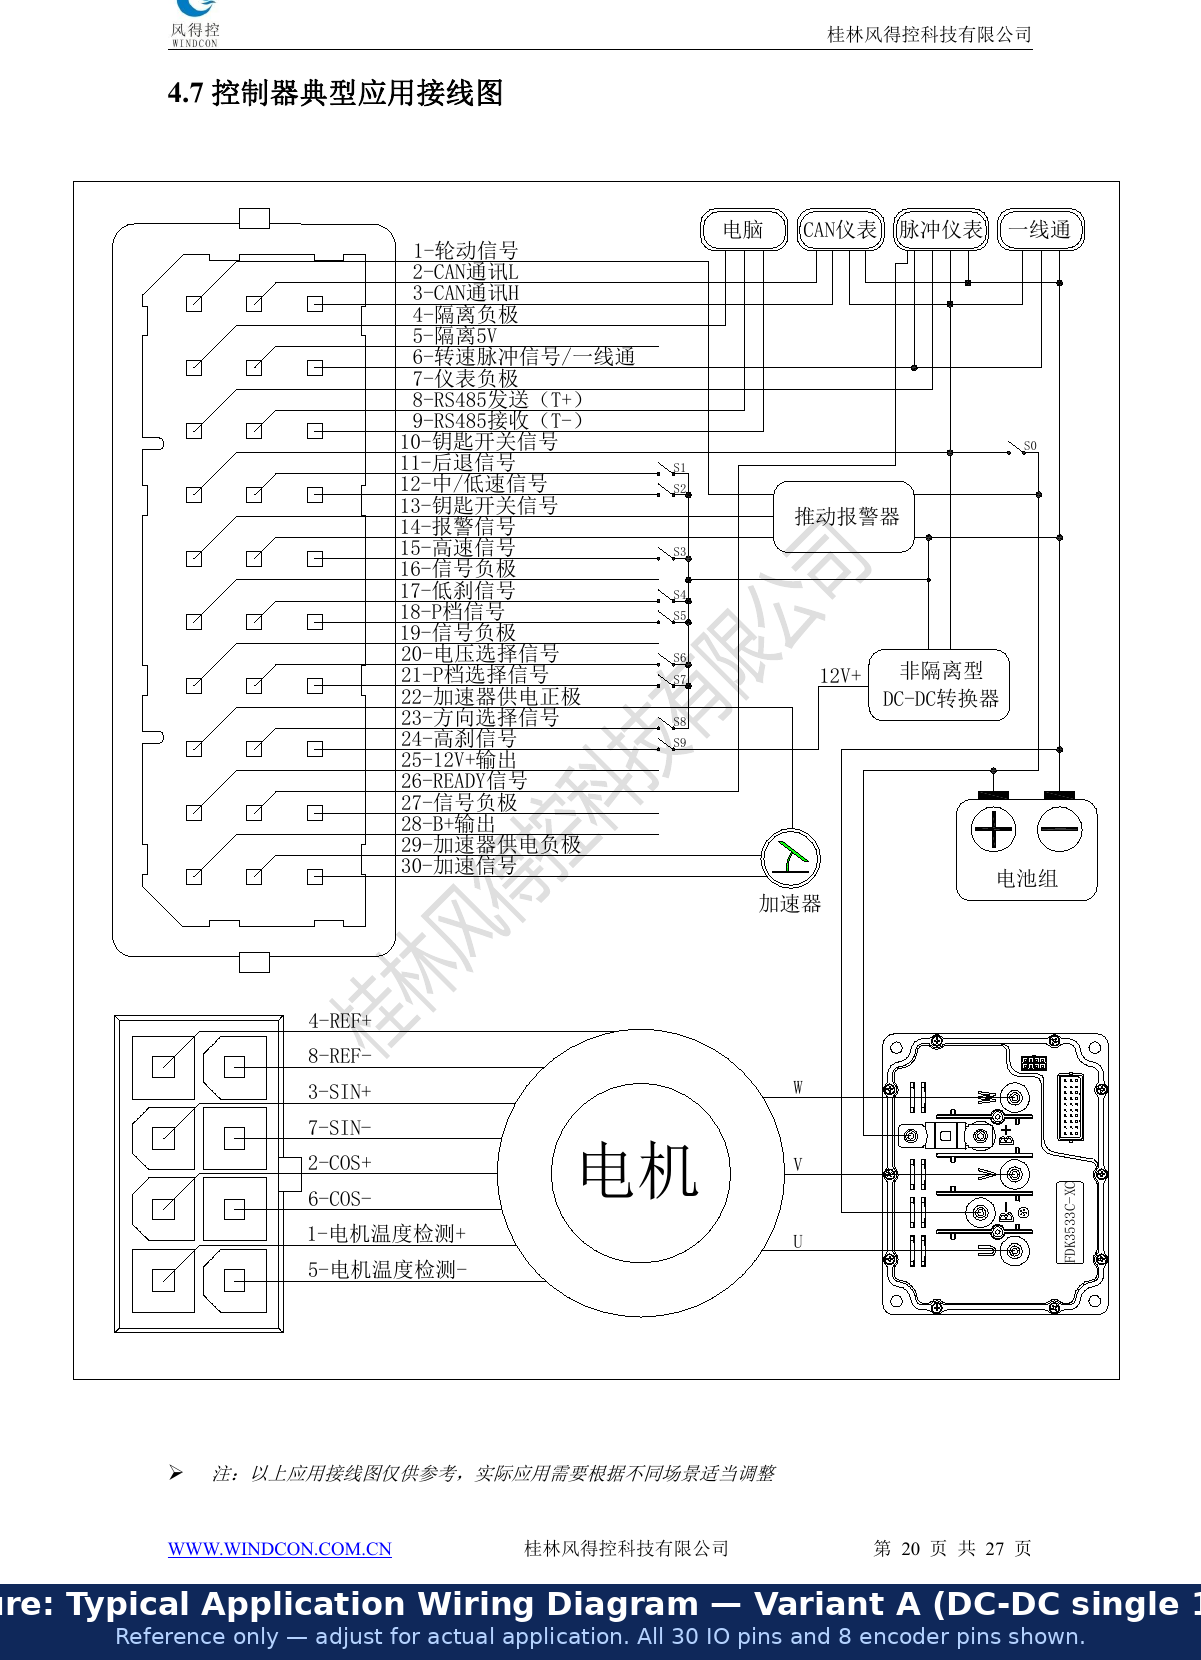 风得控
WINDCON
桂林风得控科技有限公司
4.7 控制器典型应用接线图
电脑
CAN仪表
脉冲仪表
一线通
1-轮动信号
2-CAN通讯L
3-CAN通讯H
4-隔离负极
5-隔离5V
6-转速脉冲信号/一线通
7-仪表负极
8-RS485发送（T+）
9-RS485接收（T-）
10-钥匙开关信号
11-后退信号
12-中/低速信号
13-钥匙开关信号
14-报警信号
15-高速信号
16-信号负极
17-低刹信号
18-P档信号
19-信号负极
20-电压选择信号
21-P档选择信号
22-加速器供电正极
23-方向选择信号
24-高刹信号
25-12V+输出
26-READY信号
27-信号负极
28-B+输出
29-加速器供电负极
30-加速信号
S0
S1
S2
S3
S4
S5
S6
S7
S8
S9
推动报警器
12V+
非隔离型
DC-DC转换器
电池组
加速器
桂林风得控科技有限公司
4-REF+
8-REF-
3-SIN+
7-SIN-
2-COS+
6-COS-
1-电机温度检测+
5-电机温度检测-
电机
W
V
U
W
B+
V
B-
U
FDK3533C-XC
注：以上应用接线图仅供参考，实际应用需要根据不同场景适当调整
WWW.WINDCON.COM.CN 桂林风得控科技有限公司 第 20 页 共 27 页
ure: Typical Application Wiring Diagram — Variant A (DC-DC single 1
Reference only — adjust for actual application. All 30 IO pins and 8 encoder pins shown.